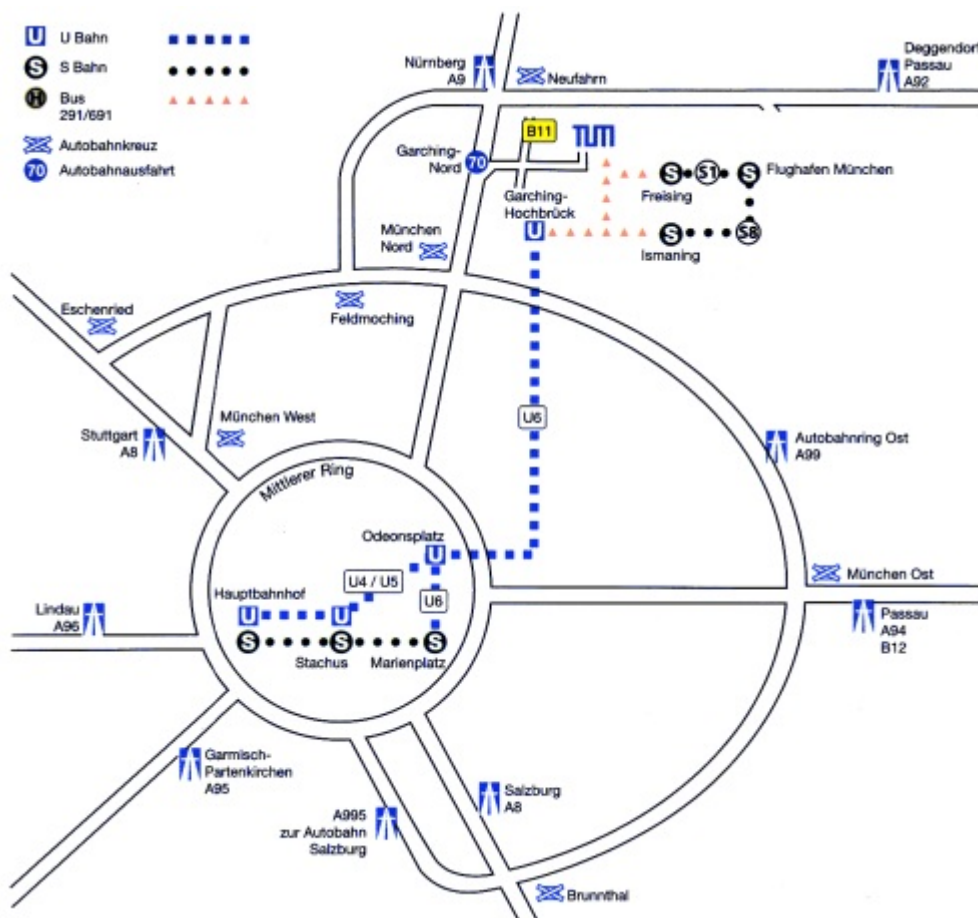 U Bahn
S Bahn
Bus
291/691
Autobahnkreuz
70
Autobahnausfahrt
Nürnberg
A9
Neufahrn
Deggendorf
Passau
A92
B11
TUM
Garching-
Nord
70
Garching-
Hochbrück
U
S
S1
S
Flughafen München
Freising
S
S8
Ismaning
München
Nord
Eschenried
Feldmoching
U6
München West
Stuttgart
A8
Autobahnring Ost
A99
Mittlerer Ring
Odeonsplatz
U
U4 / U5
U6
Hauptbahnhof
U
U
S
S
S
Stachus
Marienplatz
Lindau
A96
München Ost
Passau
A94
B12
Garmisch-
Partenkirchen
A95
Salzburg
A8
A995
zur Autobahn
Salzburg
Brunnthal